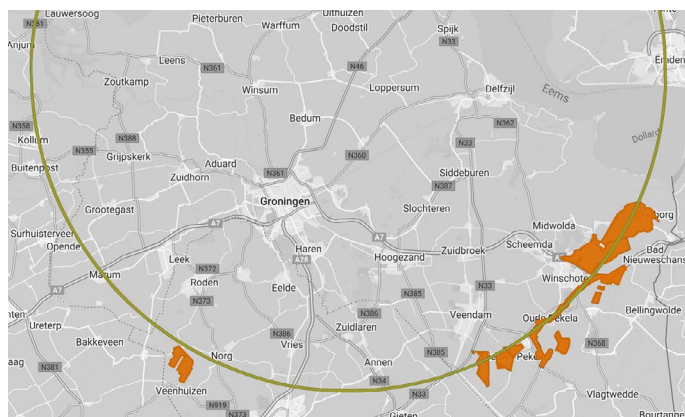 Lauwersoog
N361
Pieterburen
Warffum
Uithuizen
Doodstil
Spijk
N33
Emden
Anjum
Leens
N361
N46
Zoutkamp
Winsum
Loppersum
Delfzijl
Eems
N358
N388
Bedum
N362
Dollard
Kollum
N355
Grijpskerk
N360
N33
Buitenpost
Aduard
N361
Siddeburen
Zuidhorn
N387
Groningen
Grootegast
Slochteren
Midwolda
Surhuisterveen
A7
A7
Zuidbroek
Scheemda
Opende
Haren
Bad
Leek
N372
A28
Hoogezand
Nieuweschans
Marum
Winschoten
Roden
Eelde
N385
N33
A7
N373
N386
Veendam
Oude Pekela
Bellingwolde
Ureterp
Zuidlaren
N386
Bakkeveen
N368
Norg
Vries
Annen
N385
N381
Veenhuizen
N34
Vlagtwedde
N919
N33
N373
Gieten
Bourtange